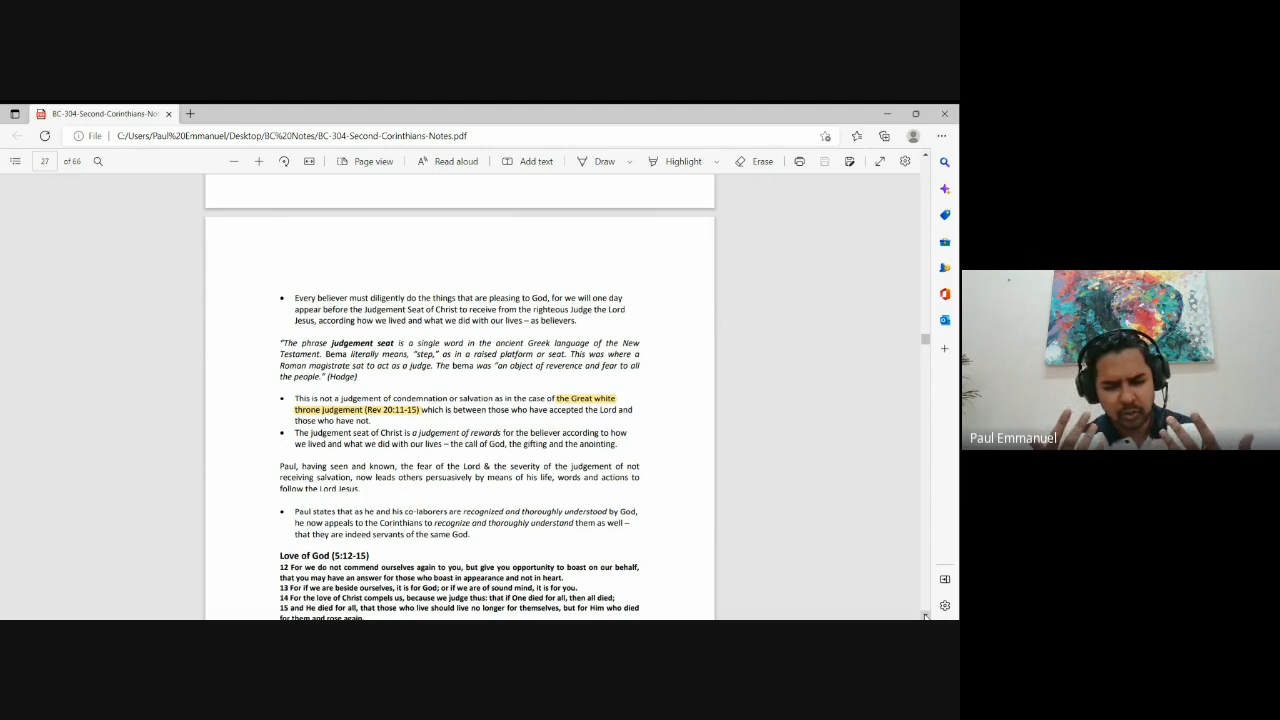 BC-304-Second-Corinthians-No
File
C:/Users/Paul%20Emmanuel/Desktop/BC%20Notes/BC-304-Second-Corinthians-Notes.pdf
27 of 66
Page view
Read aloud
Add text
Draw
Highlight
Erase
• Every believer must diligently do the things that are pleasing to God, for we will one day
appear before the Judgement Seat of Christ to receive from the righteous Judge the Lord
Jesus, according how we lived and what we did with our lives – as believers.
“The phrase judgement seat is a single word in the ancient Greek language of the New
Testament. Bema literally means, “step,” as in a raised platform or seat. This was where a
Roman magistrate sat to act as a judge. The bema was “an object of reverence and fear to all
the people.” (Hodge)
• This is not a judgement of condemnation or salvation as in the case of the Great white
throne judgement (Rev 20:11-15) which is between those who have accepted the Lord and
those who have not.
• The judgement seat of Christ is a judgement of rewards for the believer according to how
we lived and what we did with our lives – the call of God, the gifting and the anointing.
Paul, having seen and known, the fear of the Lord & the severity of the judgement of not
receiving salvation, now leads others persuasively by means of his life, words and actions to
follow the Lord Jesus.
• Paul states that as he and his co-laborers are recognized and thoroughly understood by God,
he now appeals to the Corinthians to recognize and thoroughly understand them as well –
that they are indeed servants of the same God.
Love of God (5:12-15)
12 For we do not commend ourselves again to you, but give you opportunity to boast on our behalf,
that you may have an answer for those who boast in appearance and not in heart.
13 For if we are beside ourselves, it is for God; or if we are of sound mind, it is for you.
14 For the love of Christ compels us, because we judge thus: that if One died for all, then all died;
15 and He died for all, that those who live should live no longer for themselves, but for Him who died
for them and rose again.
Paul Emmanuel